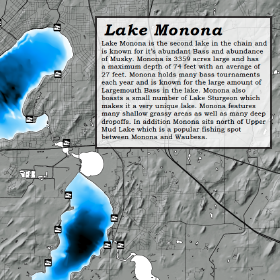 Lake Monona
Lake Monona is the second lake in the chain and
is known for it's abundant Bass and abundance
of Musky. Monona is 3359 acres large and has
a maximum depth of 74 feet with an average of
27 feet. Monona holds many bass tournaments
each year and is known for the large amount of
Largemouth Bass in the lake. Monona also
boasts a small number of Lake Sturgeon which
makes it a very unique lake. Monona features
many shallow grassy areas as well as many deep
dropoffs. In addition Monona sits north of Upper
Mud Lake which is a popular fishing spot
between Monona and Waubesa.